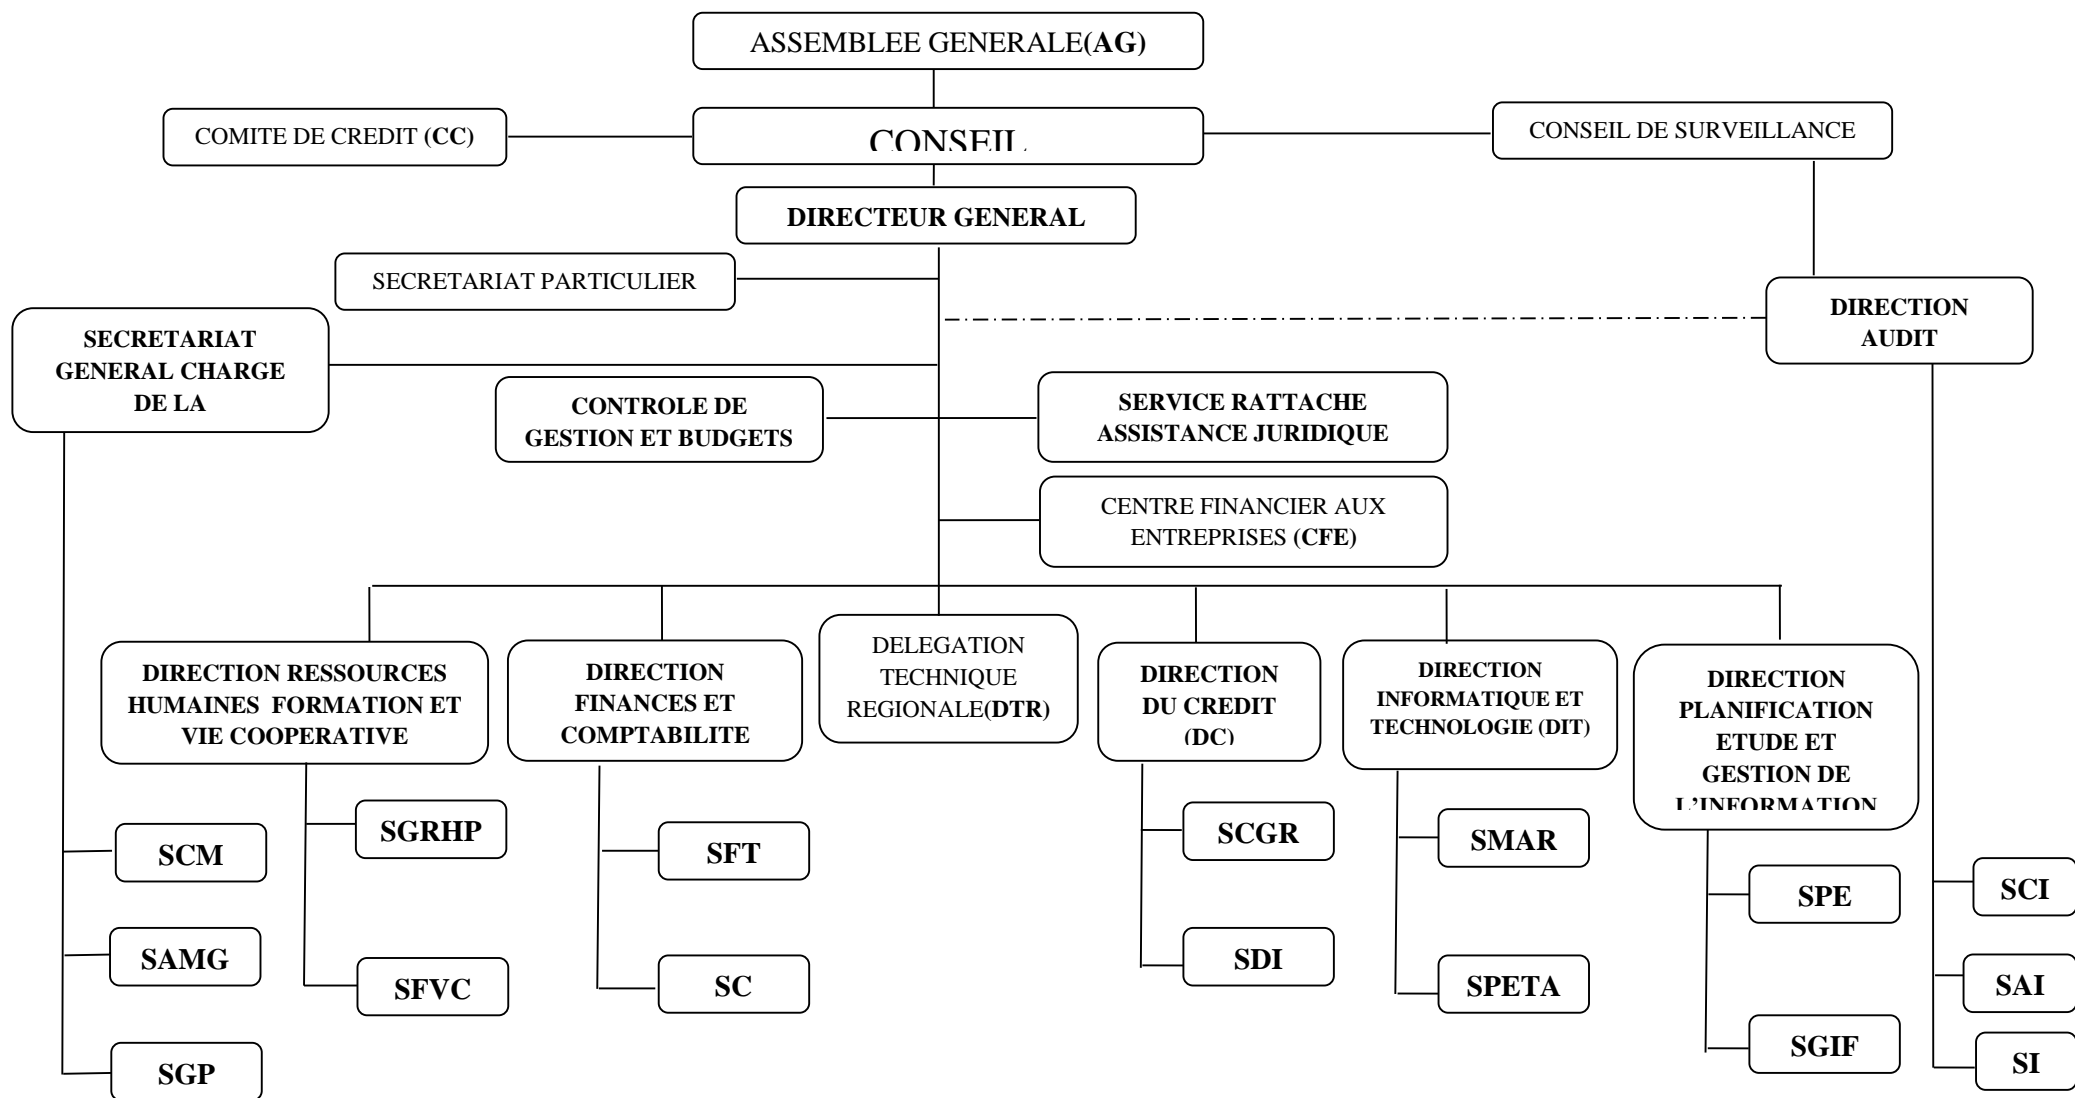 ASSEMBLEE GENERALE(AG)
COMITE DE CREDIT (CC)
CONSEIL
CONSEIL DE SURVEILLANCE
DIRECTEUR GENERAL
SECRETARIAT PARTICULIER
DIRECTION
AUDIT
SECRETARIAT
GENERAL CHARGE
DE LA
CONTROLE DE
GESTION ET BUDGETS
SERVICE RATTACHE
ASSISTANCE JURIDIQUE
CENTRE FINANCIER AUX
ENTREPRISES (CFE)
DIRECTION RESSOURCES
HUMAINES FORMATION ET
VIE COOPERATIVE
DIRECTION
FINANCES ET
COMPTABILITE
DELEGATION
TECHNIQUE
REGIONALE(DTR)
DIRECTION
DU CREDIT
(DC)
DIRECTION
INFORMATIQUE ET
TECHNOLOGIE (DIT)
DIRECTION
PLANIFICATION
ETUDE ET
GESTION DE
L'INFORMATION
SCM
SAMG
SGP
SGRHP
SFVC
SFT
SC
SCGR
SDI
SMAR
SPETA
SPE
SGIF
SCI
SAI
SI